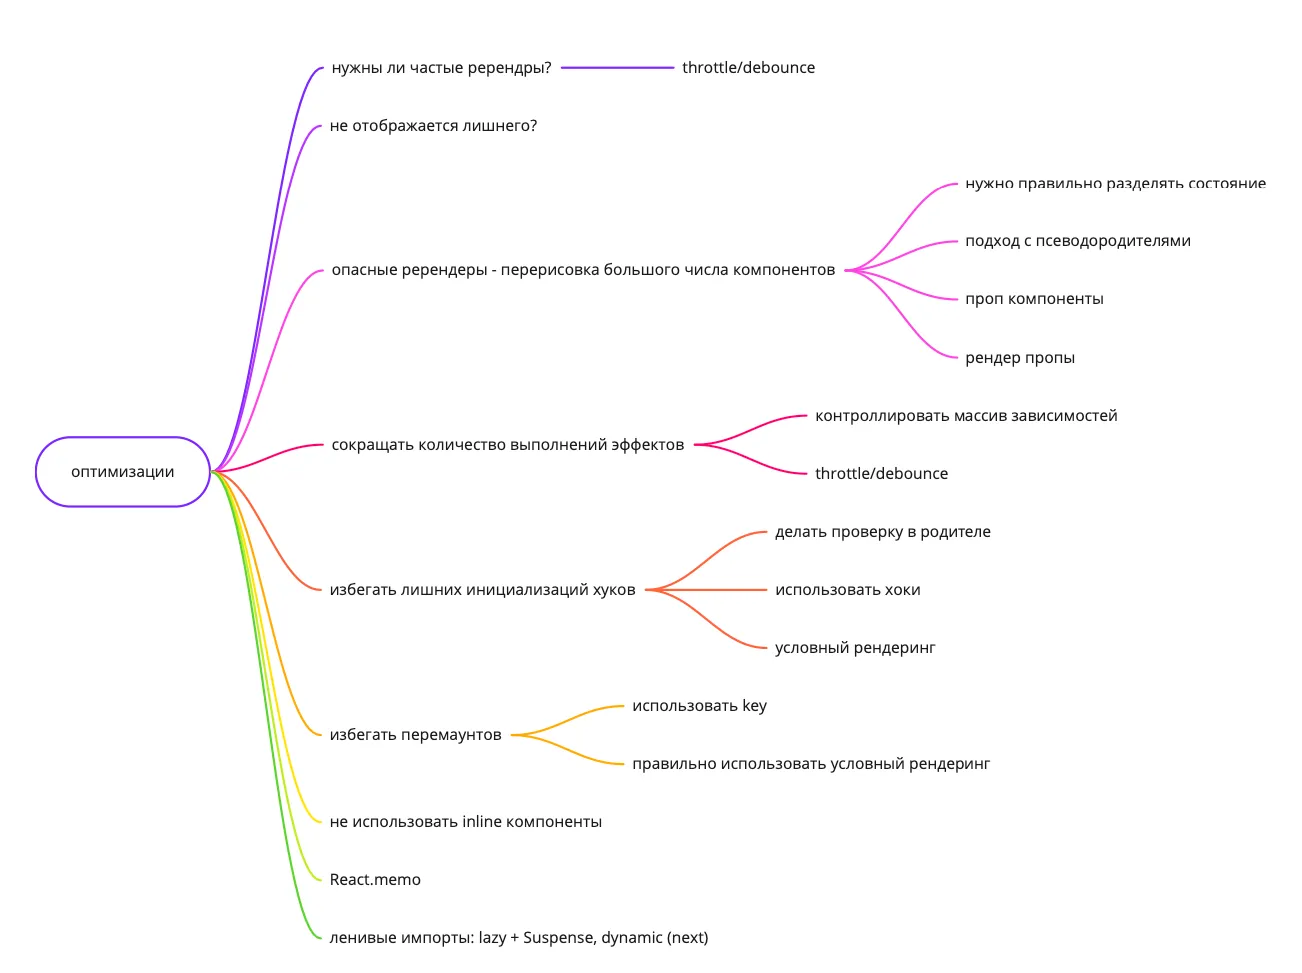 нужны ли частые ререндры?
throttle/debounce
не отображается лишнего?
опасные ререндеры - перерисовка большого числа компонентов
нужно правильно разделять состояние
подход с псеводородителями
проп компоненты
рендер пропы
оптимизации
сокращать количество выполнений эффектов
контроллировать массив зависимостей
throttle/debounce
избегать лишних инициализаций хуков
делать проверку в родителе
использовать хоки
условный рендеринг
избегать перемаунтов
использовать key
правильно использовать условный рендеринг
не использовать inline компоненты
React.memo
ленивые импорты: lazy + Suspense, dynamic (next)